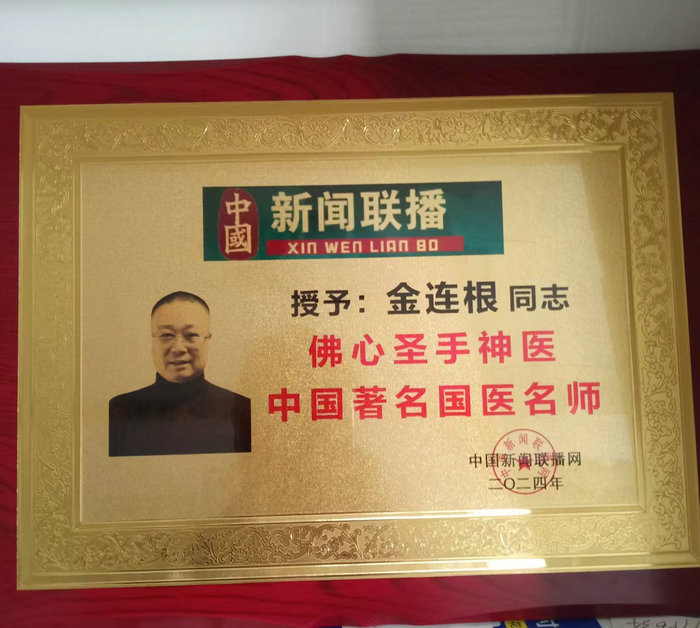 中國
新闻联播
XIN WEN LIAN BO
授予：金连根同志
佛心圣手神医
中国著名国医名师
中国新闻联播网
二〇二四年